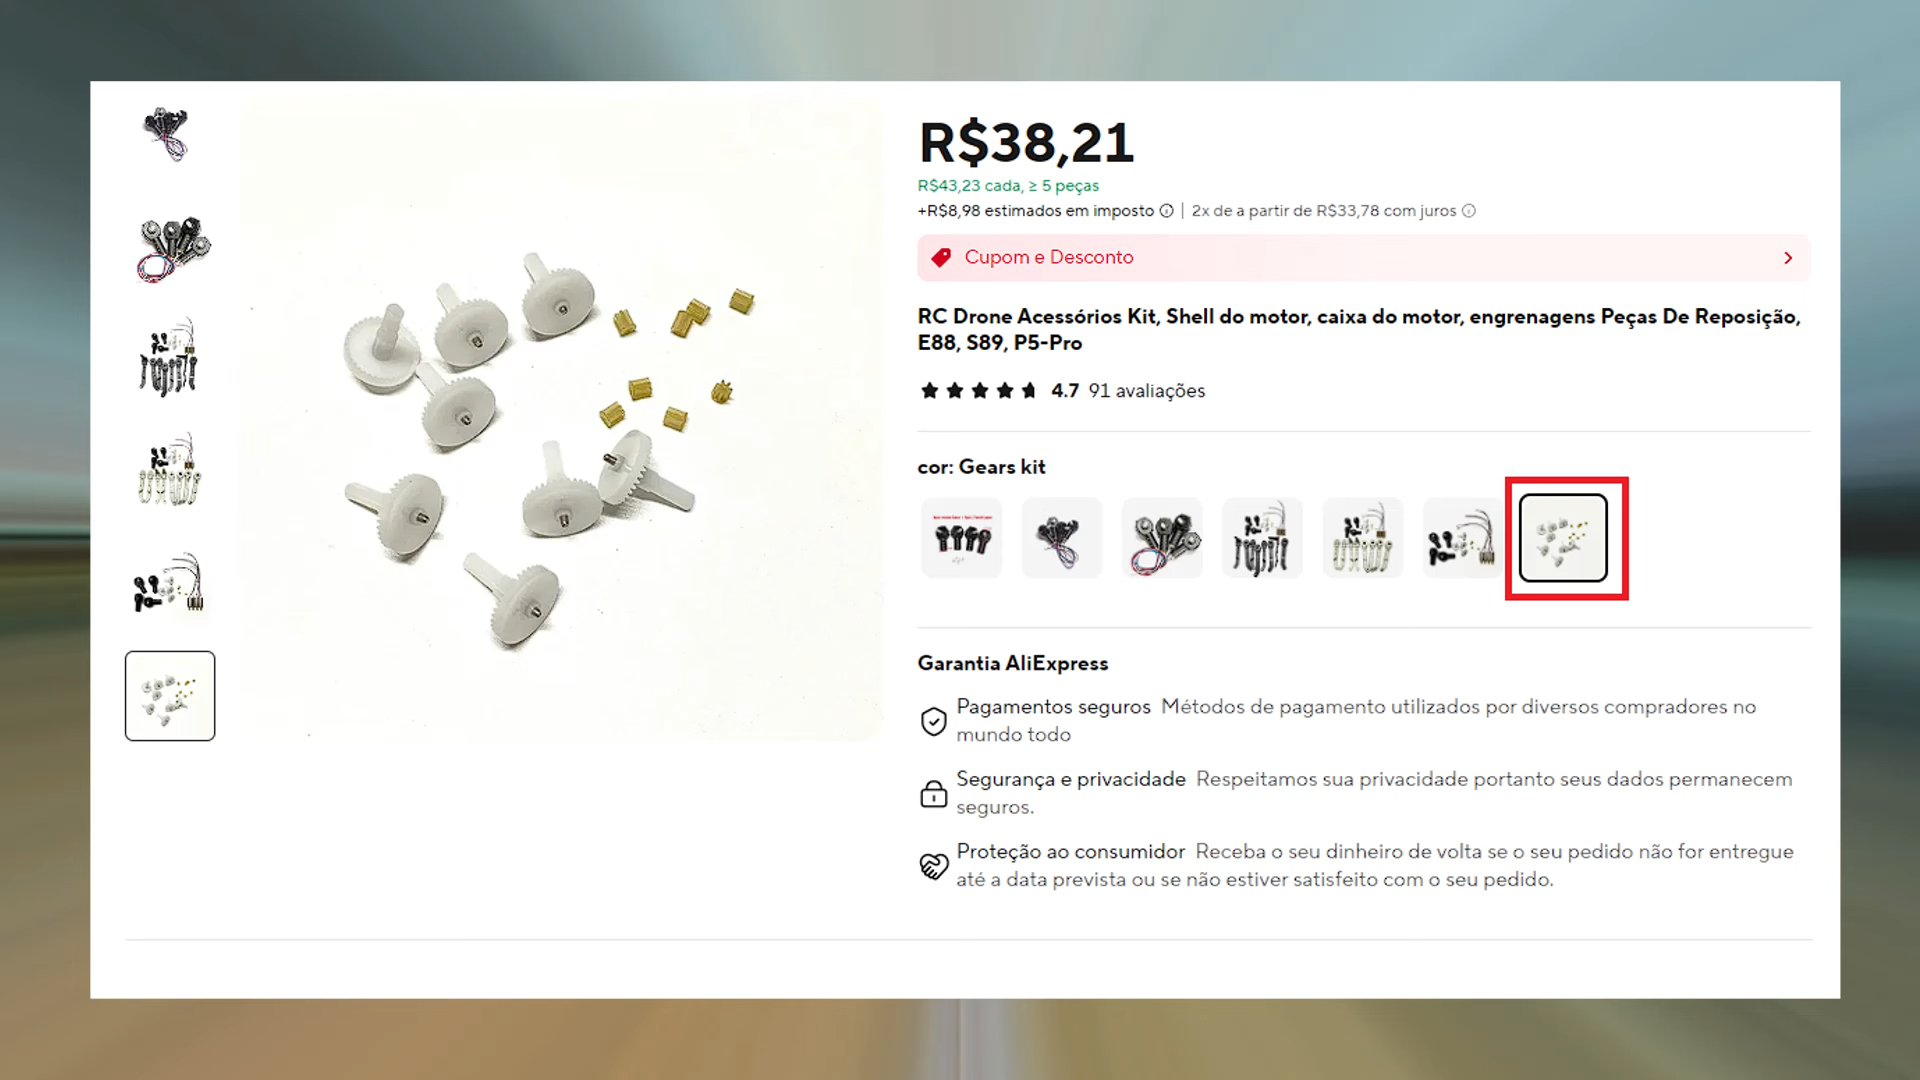 R$38,21
R$43,23 cada, ≥ 5 peças
+R$8,98 estimados em imposto | 2x de a partir de R$33,78 com juros
Cupom e Desconto
RC Drone Acessórios Kit, Shell do motor, caixa do motor, engrenagens Peças De Reposição,
E88, S89, P5-Pro
4.7 91 avaliações
cor: Gears kit
Garantia AliExpress
Pagamentos seguros Métodos de pagamento utilizados por diversos compradores no
mundo todo
Segurança e privacidade Respeitamos sua privacidade portanto seus dados permanecem
seguros.
Proteção ao consumidor Receba o seu dinheiro de volta se o seu pedido não for entregue
até a data prevista ou se não estiver satisfeito com o seu pedido.